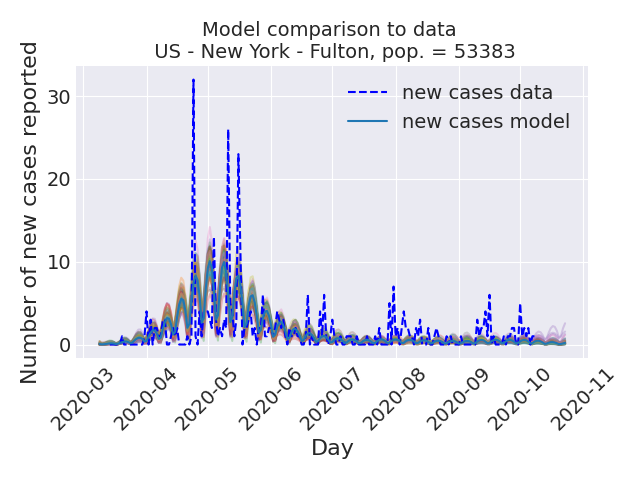 Model comparison to data
US - New York - Fulton, pop. = 53383
Number of new cases reported
30
20
10
0
new cases data
new cases model
2020-03
2020-04
2020-05
2020-06
2020-07
2020-08
2020-09
2020-10
2020-11
Day